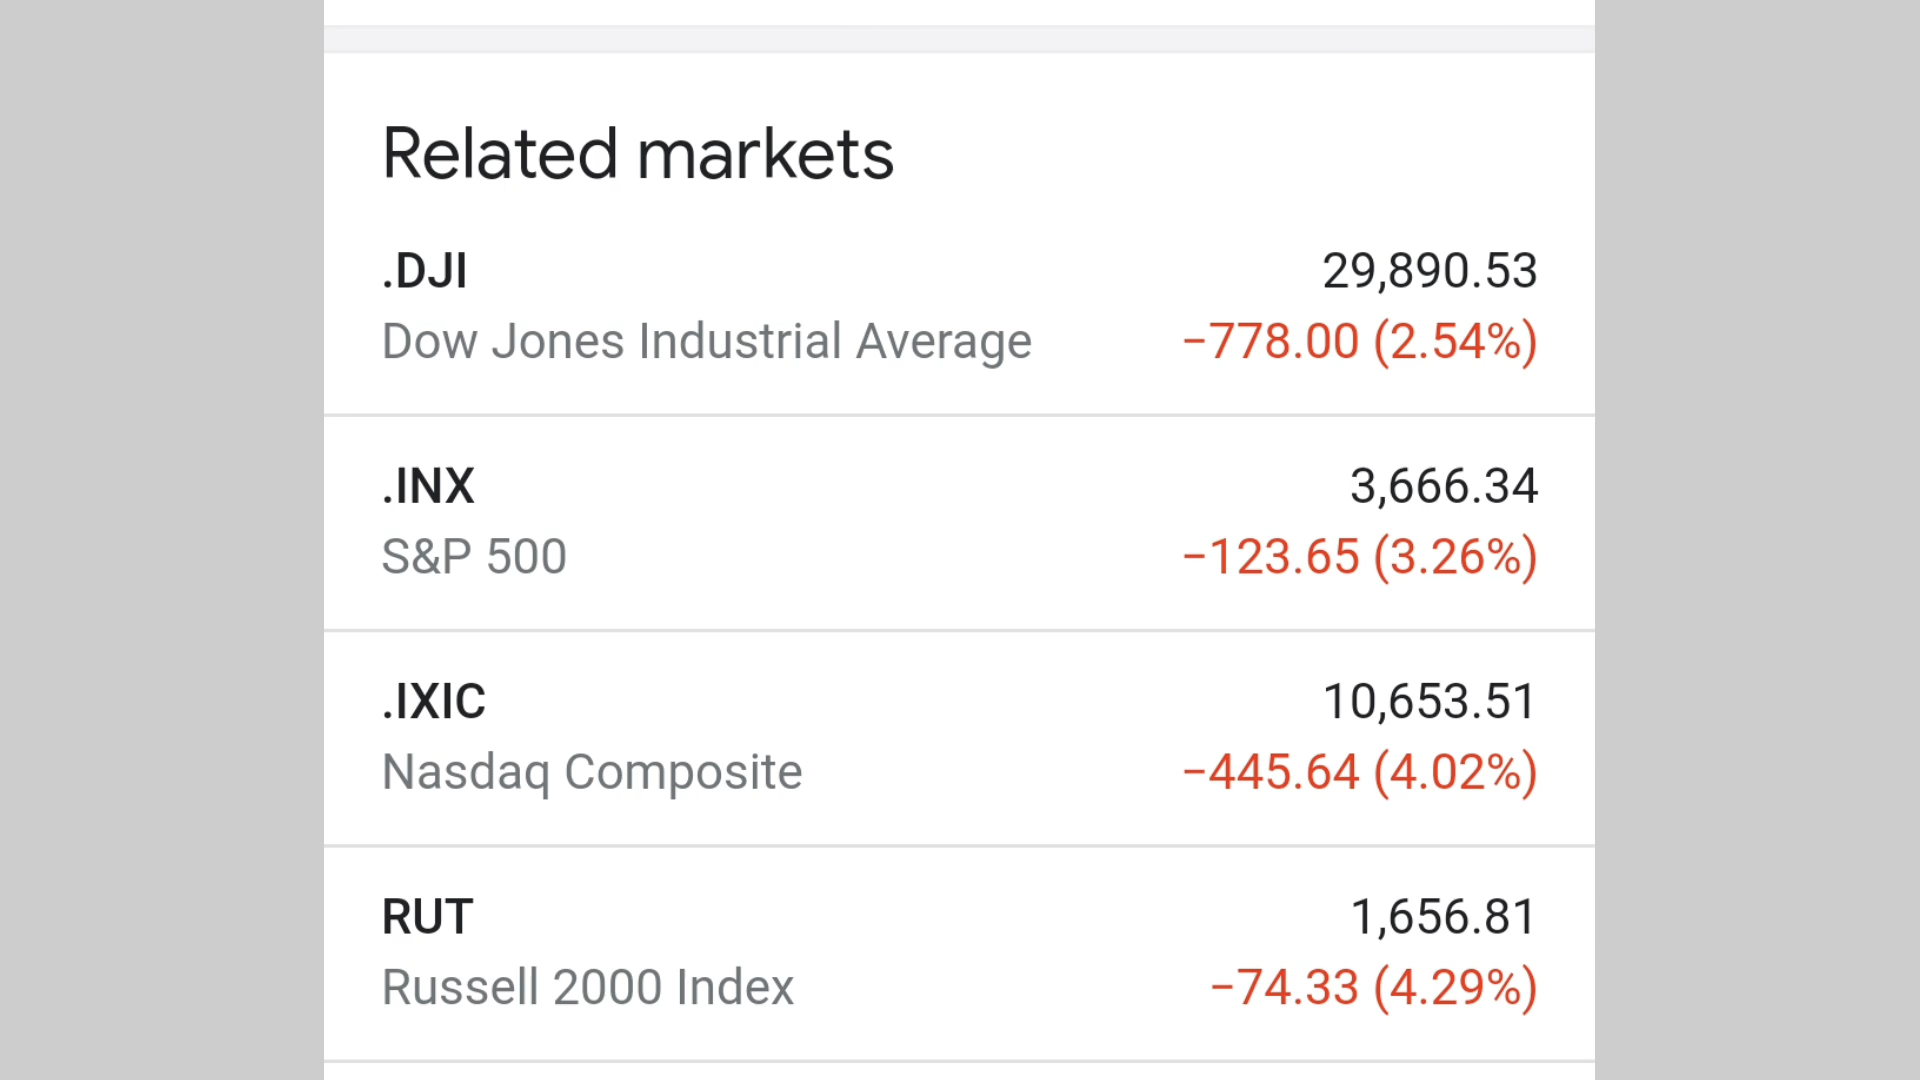 Related markets
.DJI 29,890.53
Dow Jones Industrial Average −778.00 (2.54%)
.INX 3,666.34
S&P 500 −123.65 (3.26%)
.IXIC 10,653.51
Nasdaq Composite −445.64 (4.02%)
RUT 1,656.81
Russell 2000 Index −74.33 (4.29%)